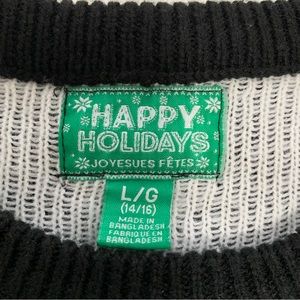 HAPPY
HOLIDAYS
JOYESUES FÊTES
L/G
(14/16)
MADE IN
BANGLADESH
FABRIQUÉ EN
BANGLADESH